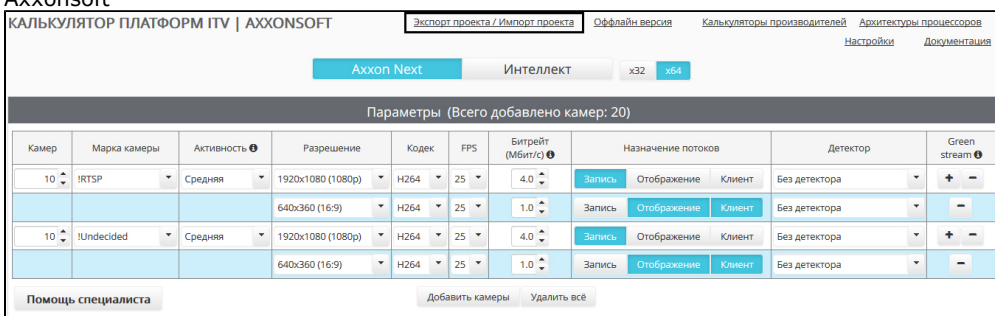 Axxonsoft
КАЛЬКУЛЯТОР ПЛАТФОРМ ITV | AXXONSOFT
Экспорт проекта / Импорт проекта Оффлайн версия Калькуляторы производителей Архитектуры процессоров
Настройки Документация
Axxon Next Интеллект x32 x64
Параметры (Всего добавлено камер: 20)
Камер Марка камеры Активность Разрешение Кодек FPS Битрейт (Мбит/с) Назначение потоков Детектор Green stream
10 !RTSP Средняя 1920x1080 (1080p) H264 25 4.0 Запись Отображение Клиент Без детектора + −
640x360 (16:9) H264 25 1.0 Запись Отображение Клиент Без детектора −
10 !Undecided Средняя 1920x1080 (1080p) H264 25 4.0 Запись Отображение Клиент Без детектора + −
640x360 (16:9) H264 25 1.0 Запись Отображение Клиент Без детектора −
Помощь специалиста Добавить камеры Удалить всё